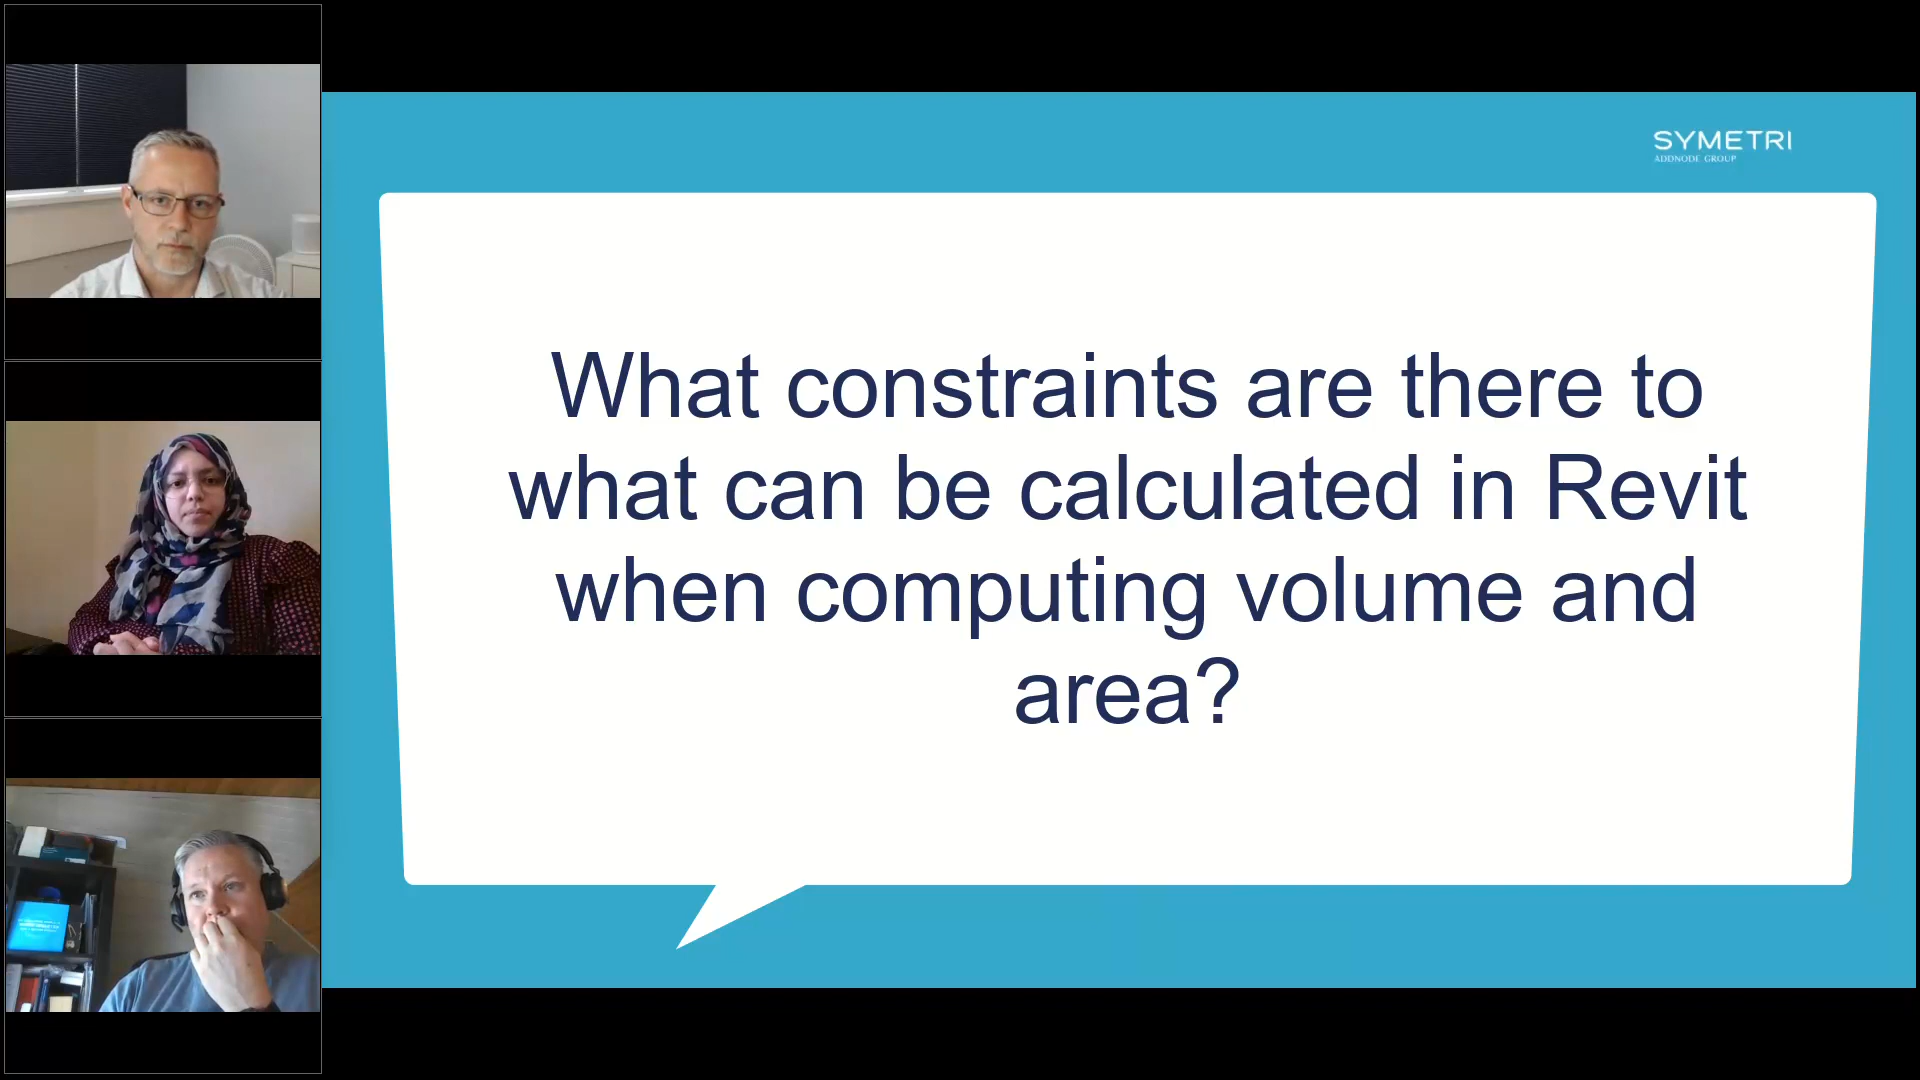 SYMETRI
ADDNODE GROUP
What constraints are there to
what can be calculated in Revit
when computing volume and
area?